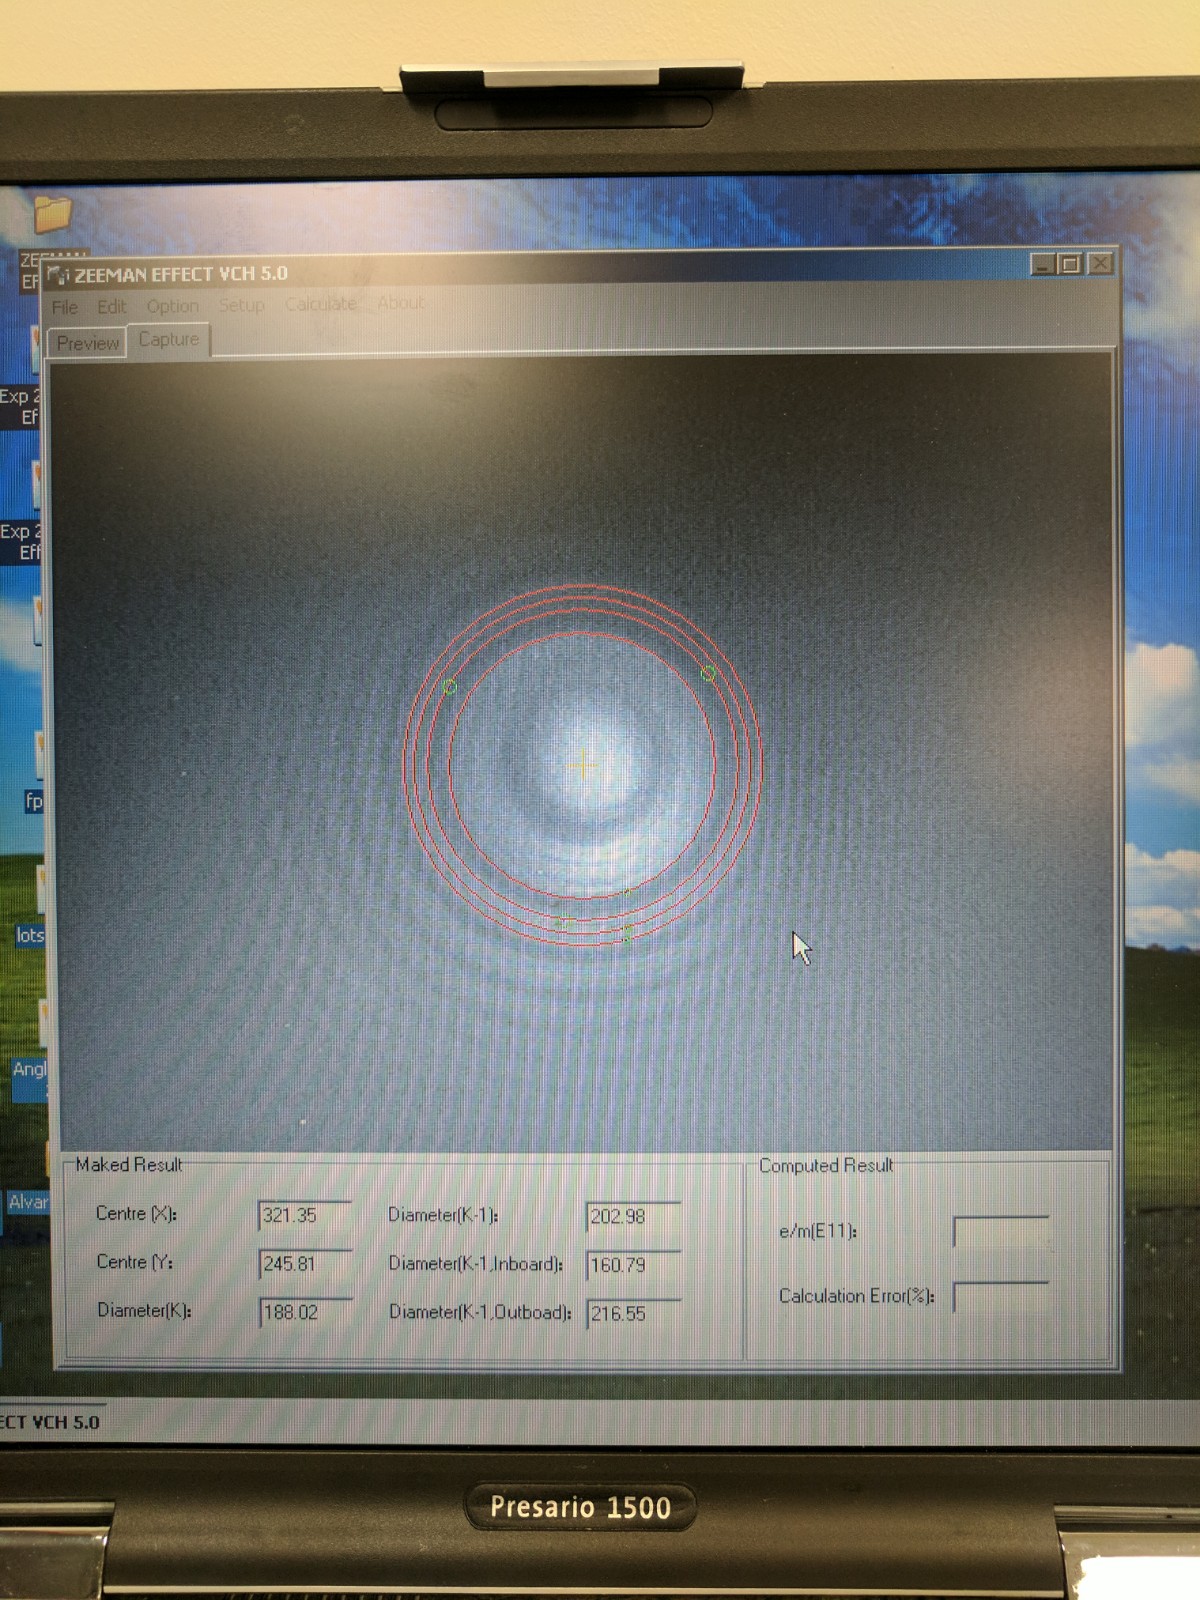 ZEEMAN
EF
ZEEMAN EFFECT VCH 5.0
File Edit Option Setup Calculate About
Preview Capture
Exp 2
Ef
Exp 2
Eff
fp
lots
Angl
Alvar
Maked Result
Computed Result
Centre (X): 321.35 Diameter(K-1): 202.98
e/m(E11):
Centre (Y: 245.81 Diameter(K-1,Inboard): 160.79
Calculation Error(%):
Diameter(K): 188.02 Diameter(K-1,Outboad): 216.55
ECT VCH 5.0
Presario 1500